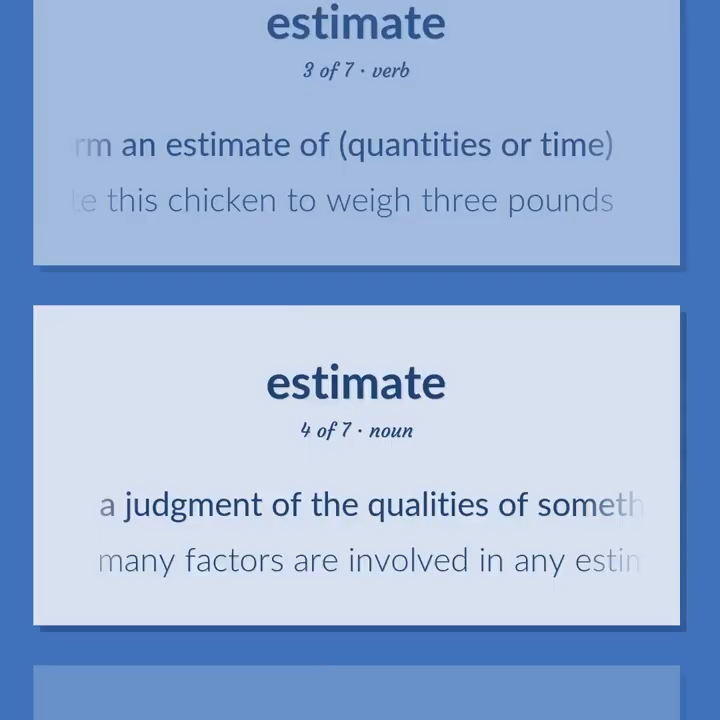 estimate
3 of 7 · verb
an estimate of (quantities or time)
this chicken to weigh three pounds
estimate
4 of 7 · noun
a judgment of the qualities of
many factors are involved in any